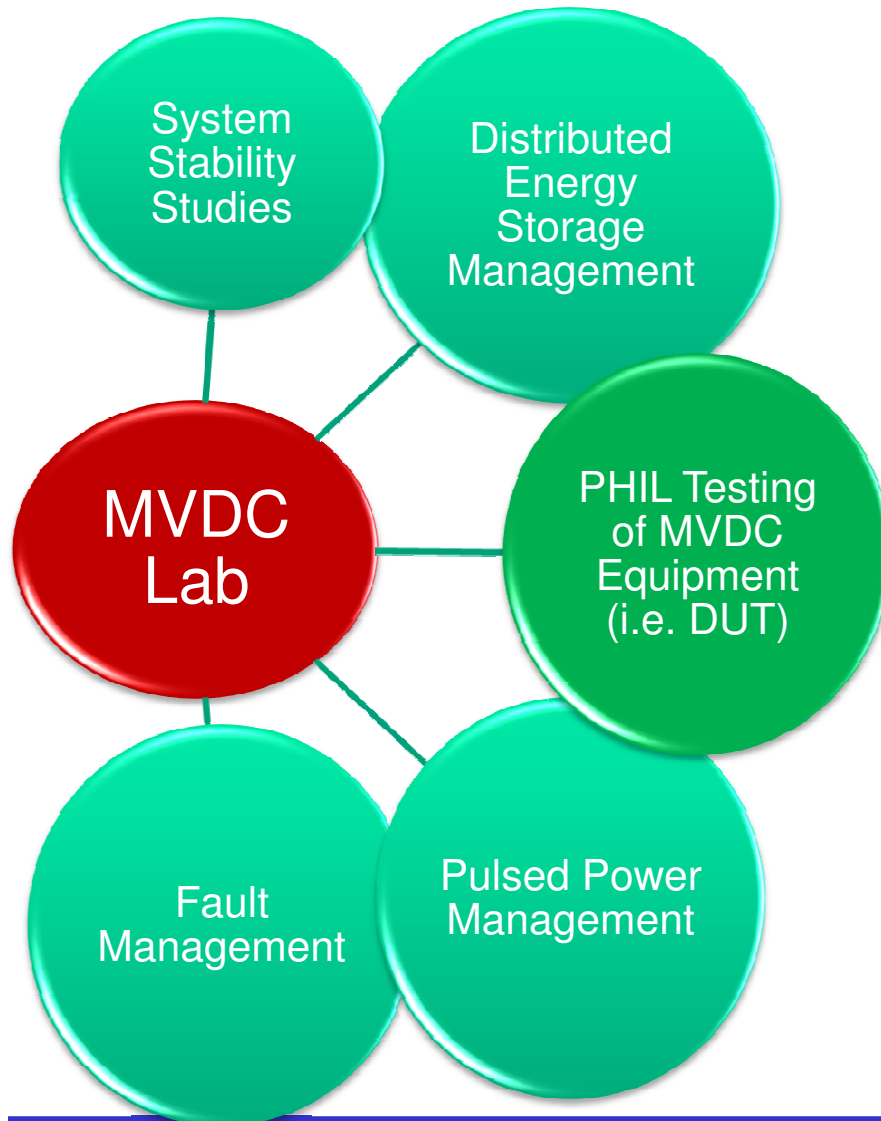 System
Stability
Studies
Distributed
Energy
Storage
Management
MVDC
Lab
PHIL Testing
of MVDC
Equipment
(i.e. DUT)
Fault
Management
Pulsed Power
Management